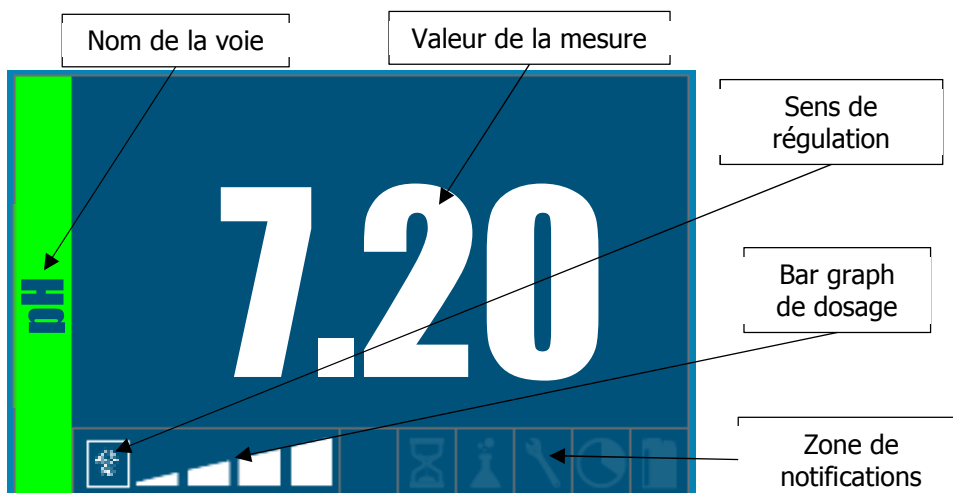 Nom de la voie
Valeur de la mesure
Sens de
régulation
7.20
pH
Bar graph
de dosage
Zone de
notifications